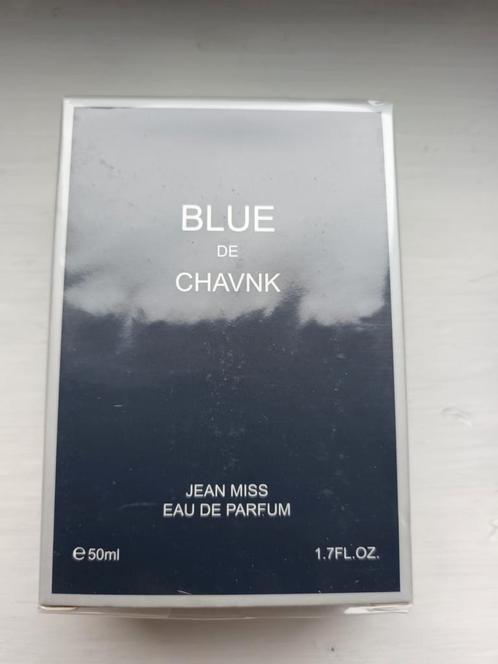 BLUE
DE
CHAVNK
JEAN MISS
EAU DE PARFUM
℮50ml 1.7FL.OZ.